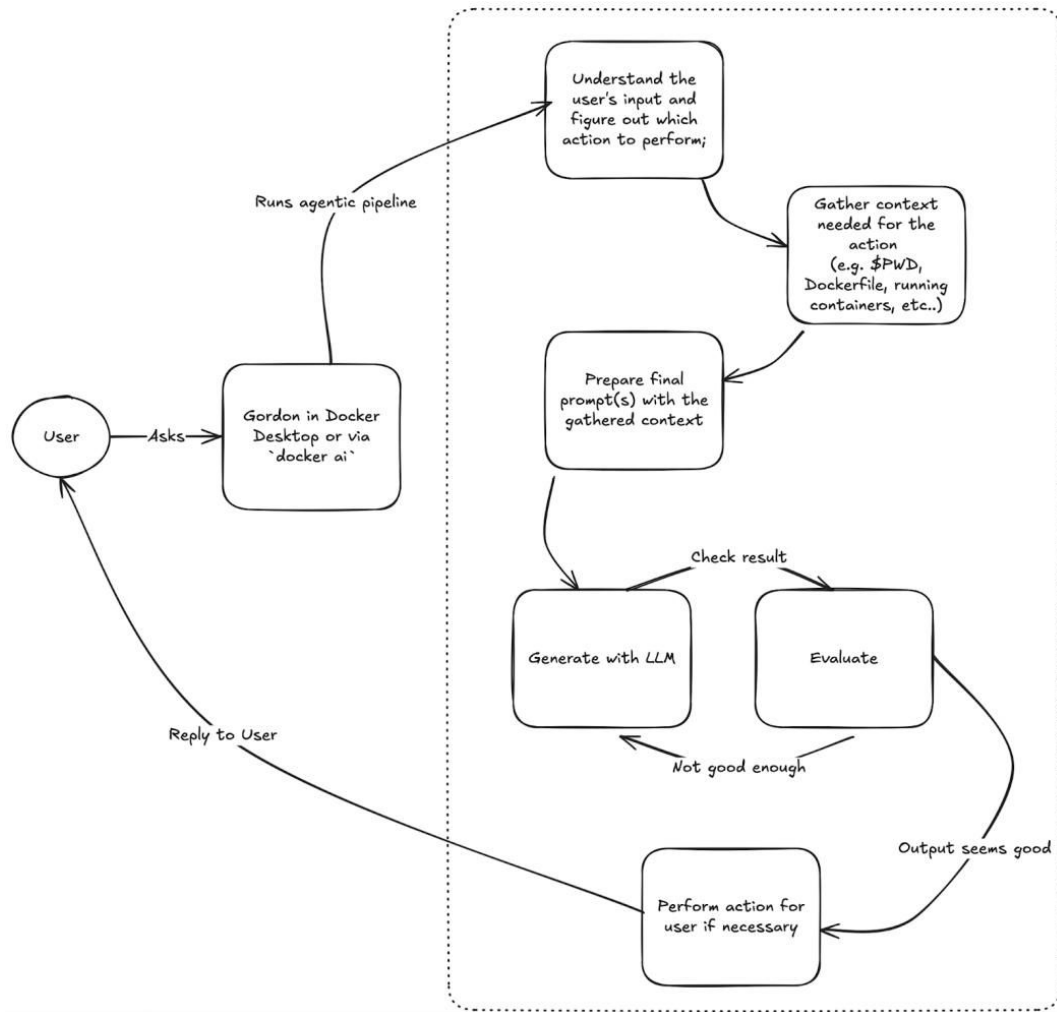 Understand the
user's input and
figure out which
action to perform;
Runs agentic pipeline
Gather context
needed for the
action
(e.g. $PWD,
Dockerfile, running
containers, etc..)
Prepare final
prompt(s) with the
gathered context
User
Asks
Gordon in Docker
Desktop or via
`docker ai`
Check result
Generate with LLM
Evaluate
Not good enough
Reply to User
Output seems good
Perform action for
user if necessary